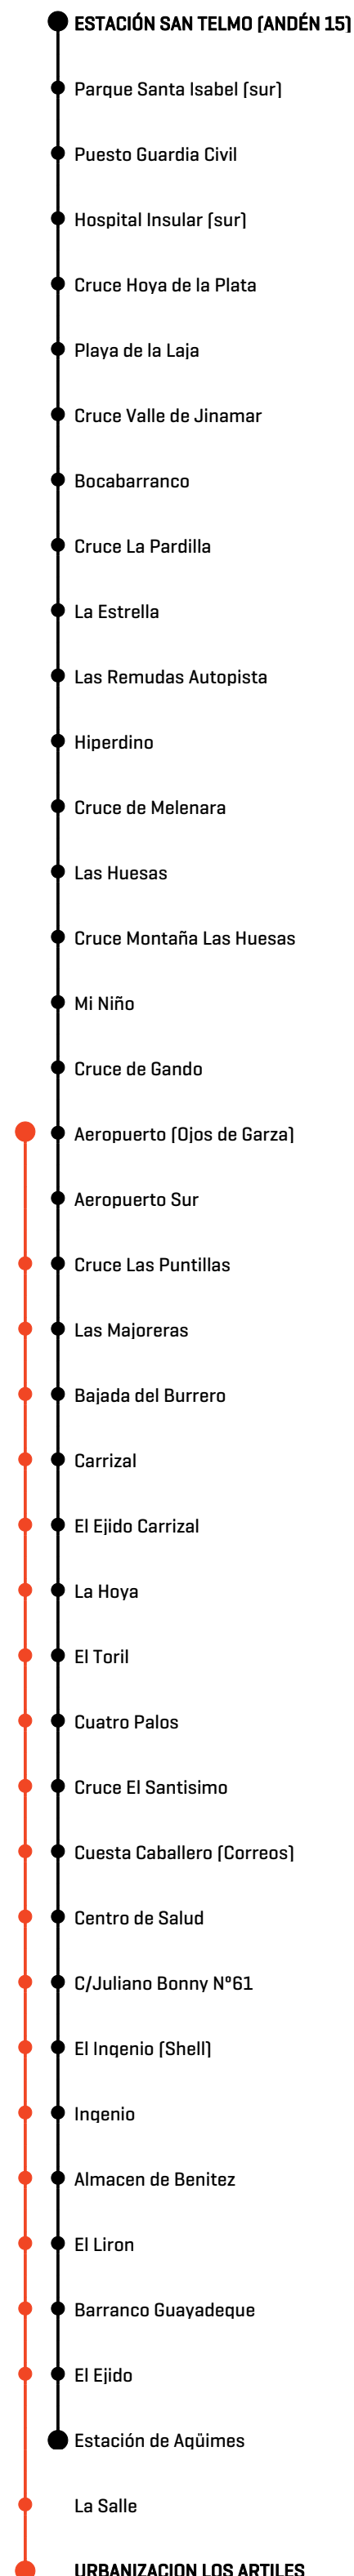 ESTACIÓN SAN TELMO (ANDÉN 15)
Parque Santa Isabel (sur)
Puesto Guardia Civil
Hospital Insular (sur)
Cruce Hoya de la Plata
Playa de la Laja
Cruce Valle de Jinamar
Bocabarranco
Cruce La Pardilla
La Estrella
Las Remudas Autopista
Hiperdino
Cruce de Melenara
Las Huesas
Cruce Montaña Las Huesas
Mi Niño
Cruce de Gando
Aeropuerto (Ojos de Garza)
Aeropuerto Sur
Cruce Las Puntillas
Las Majoreras
Bajada del Burrero
Carrizal
El Ejido Carrizal
La Hoya
El Toril
Cuatro Palos
Cruce El Santisimo
Cuesta Caballero (Correos)
Centro de Salud
C/Juliano Bonny Nº61
El Ingenio (Shell)
Ingenio
Almacen de Benitez
El Liron
Barranco Guayadeque
El Ejido
Estación de Agüimes
La Salle
URBANIZACION LOS ARTILES